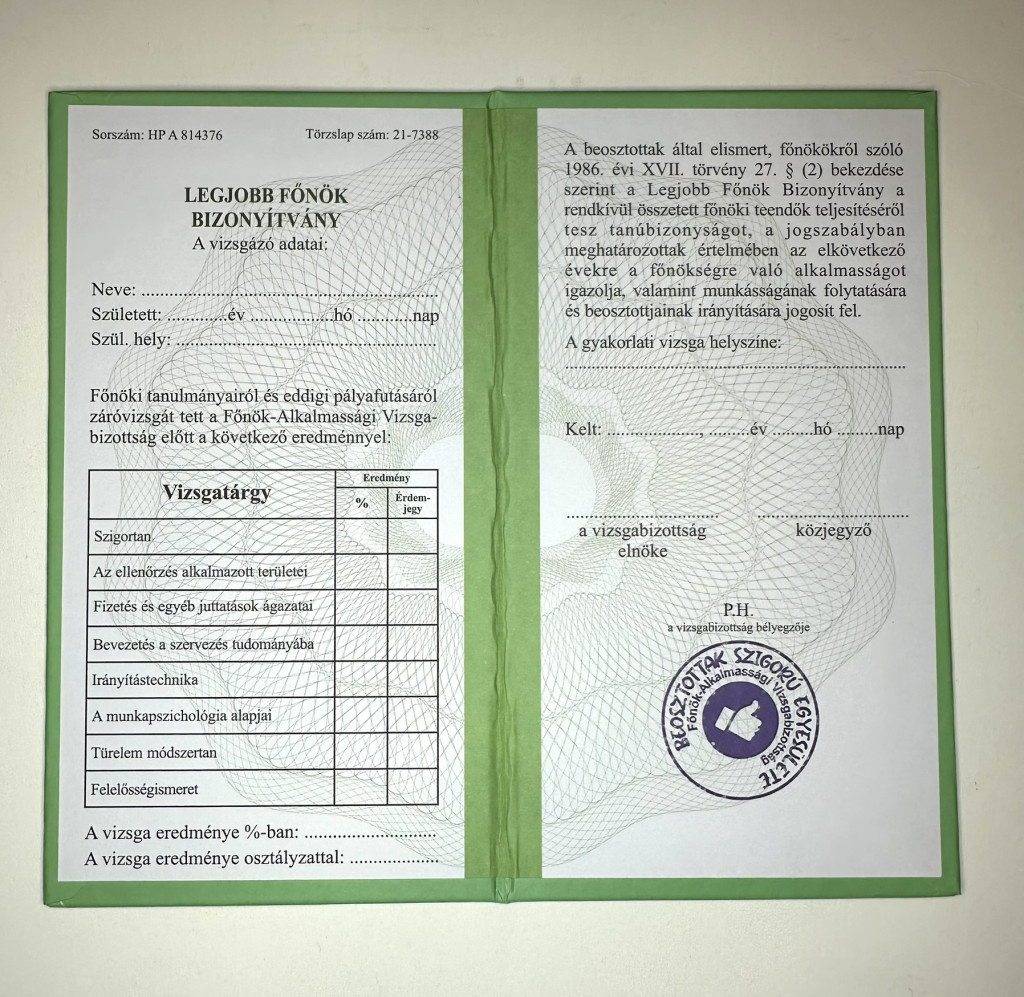 Sorszám: HP A 814376
Törzslap szám: 21-7388
LEGJOBB FŐNÖK
BIZONYÍTVÁNY
A vizsgázó adatai:
Neve: ......................................................
Született: ............év ................hó ...........nap
Szül. hely: ................................................
Főnöki tanulmányairól és eddigi pályafutásáról
záróvizsgát tett a Főnök-Alkalmassági Vizsga-
bizottság előtt a következő eredménnyel:
Vizsgatárgy
Eredmény
%
Érdem-
jegy
Szigortan
Az ellenőrzés alkalmazott területei
Fizetés és egyéb juttatások ágazatai
Bevezetés a szervezés tudományába
Irányítástechnika
A munkapszichológia alapjai
Türelem módszertan
Felelősségismeret
A vizsga eredménye %-ban: ..........................
A vizsga eredménye osztályzattal: ..................
A beosztottak által elismert, főnökökről szóló
1986. évi XVII. törvény 27. § (2) bekezdése
szerint a Legjobb Főnök Bizonyítvány a
rendkívül összetett főnöki teendők teljesítéséről
tesz tanúbizonyságot, a jogszabályban
meghatározottak értelmében az elkövetkező
évekre a főnökségre való alkalmasságot
igazolja, valamint munkásságának folytatására
és beosztottjainak irányítására jogosít fel.
A gyakorlati vizsga helyszíne:
..............................................................
Kelt: ..................., ........év ........hó ........nap
a vizsgabizottság
elnöke
közjegyző
P.H.
a vizsgabizottság bélyegzője
BEOSZTOTTAK SZIGORÚ EGYESÜLETE
Főnök-Alkalmassági Vizsgabizottság